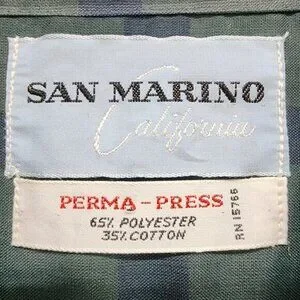 SAN MARINO
California
PERMA-PRESS
65% POLYESTER
35% COTTON
RN 15766